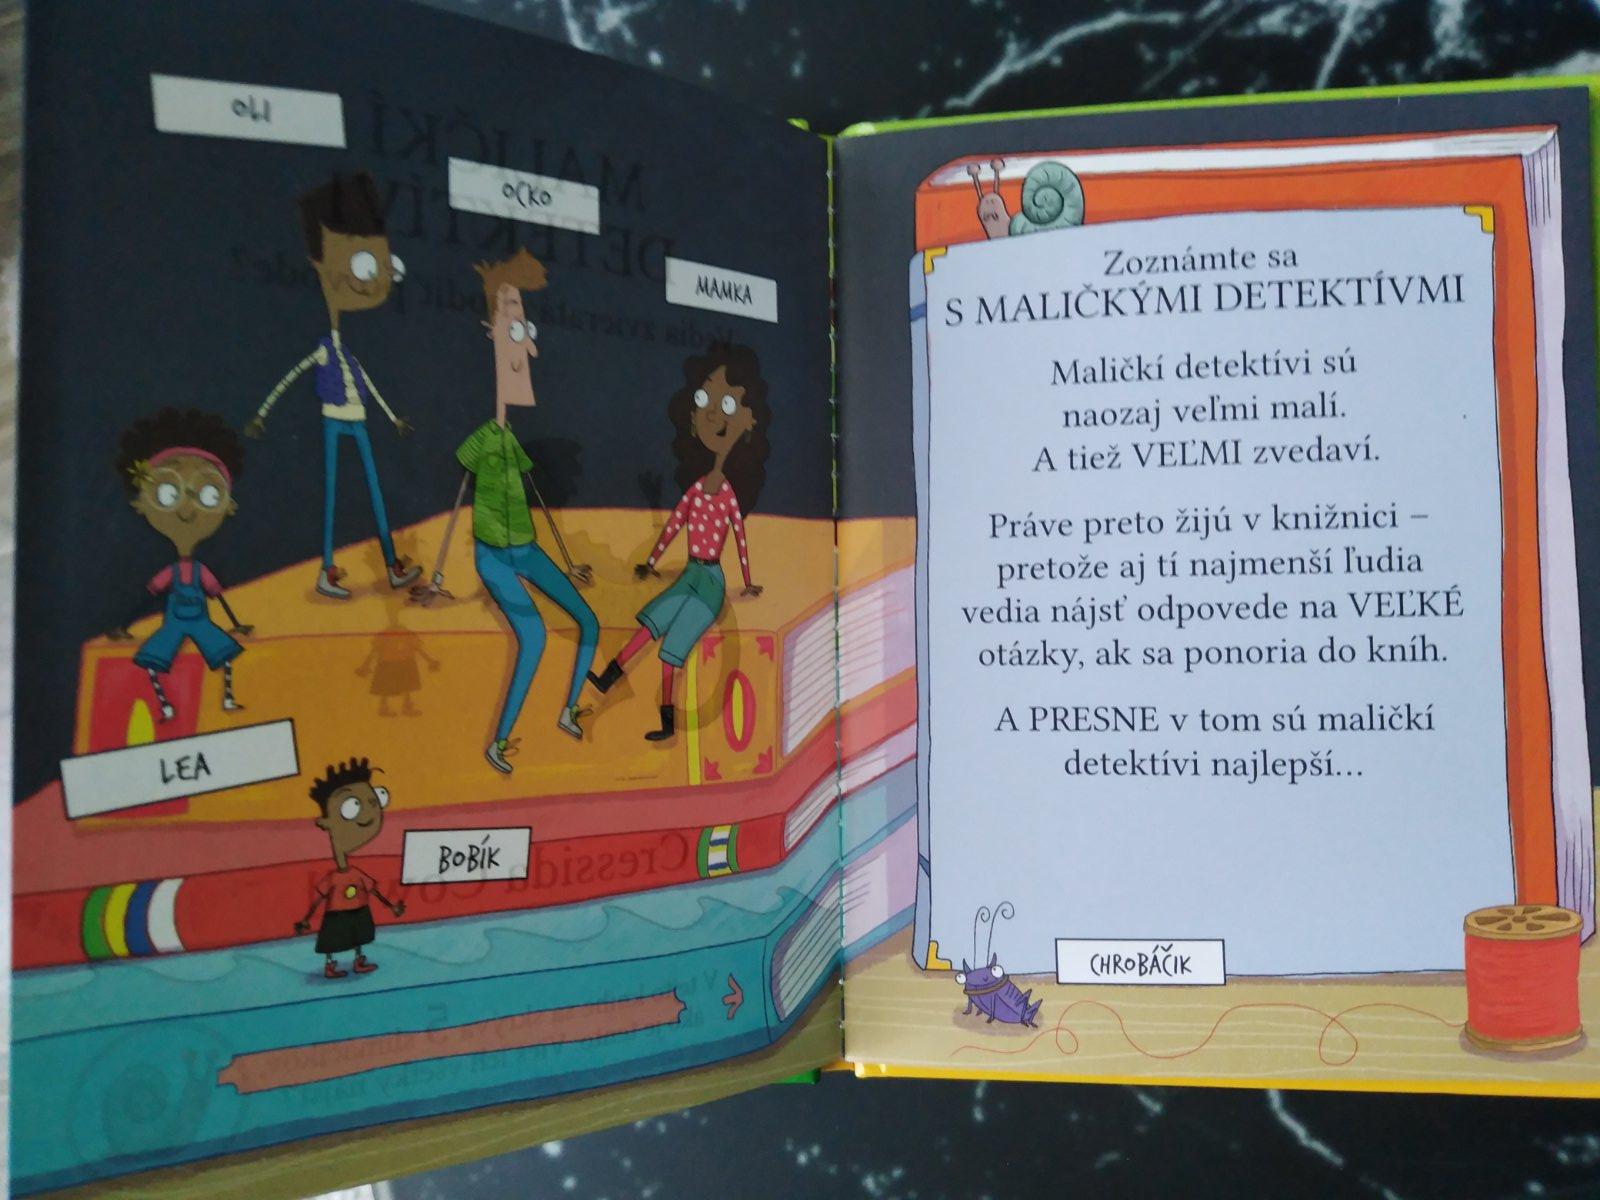 OCKO
MAMKA
LEA
BOBÍK
Zoznámte sa
S MALIČKÝMI DETEKTÍVMI
Maličkí detektívi sú
naozaj veľmi malí.
A tiež VEĽMI zvedaví.
Práve preto žijú v knižnici –
pretože aj tí najmenší ľudia
vedia nájsť odpovede na VEĽKÉ
otázky, ak sa ponoria do kníh.
A PRESNE v tom sú maličkí
detektívi najlepší...
CHROBÁČIK